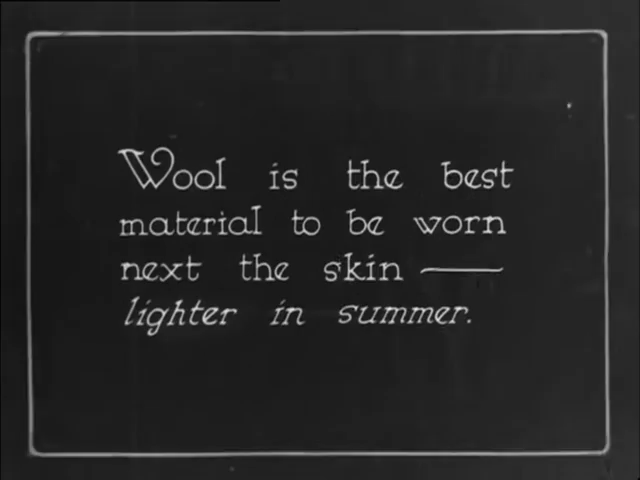 Wool is the best
material to be worn
next the skin —
lighter in summer.